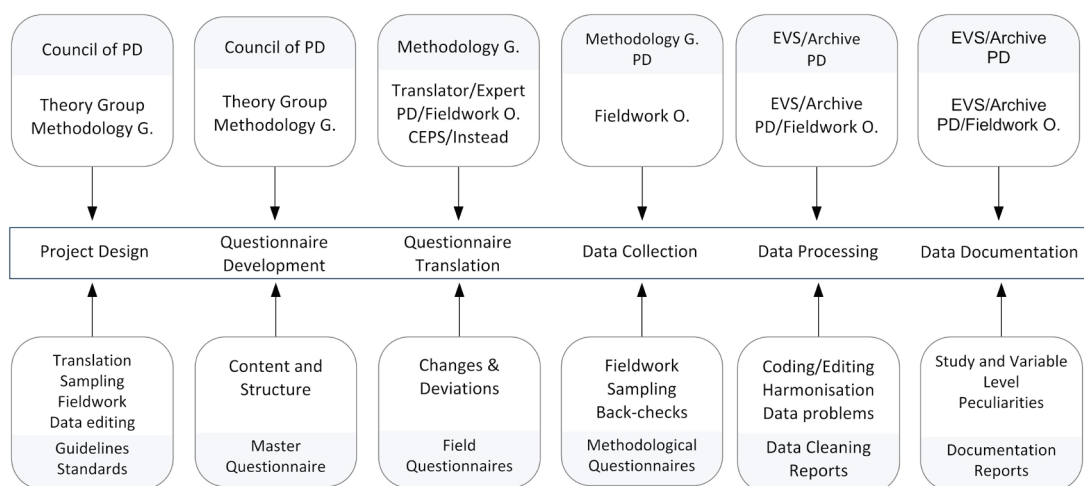 Council of PD
Theory Group
Methodology G.
Council of PD
Theory Group
Methodology G.
Methodology G.
Translator/Expert
PD/Fieldwork O.
CEPS/Instead
Methodology G.
PD
Fieldwork O.
EVS/Archive
PD
EVS/Archive
PD/Fieldwork O.
EVS/Archive
PD
EVS/Archive
PD/Fieldwork O.
Project Design
Questionnaire
Development
Questionnaire
Translation
Data Collection
Data Processing
Data Documentation
Translation
Sampling
Fieldwork
Data editing
Guidelines
Standards
Content and
Structure
Master
Questionnaire
Changes &
Deviations
Field
Questionnaires
Fieldwork
Sampling
Back-checks
Methodological
Questionnaires
Coding/Editing
Harmonisation
Data problems
Data Cleaning
Reports
Study and Variable
Level
Peculiarities
Documentation
Reports